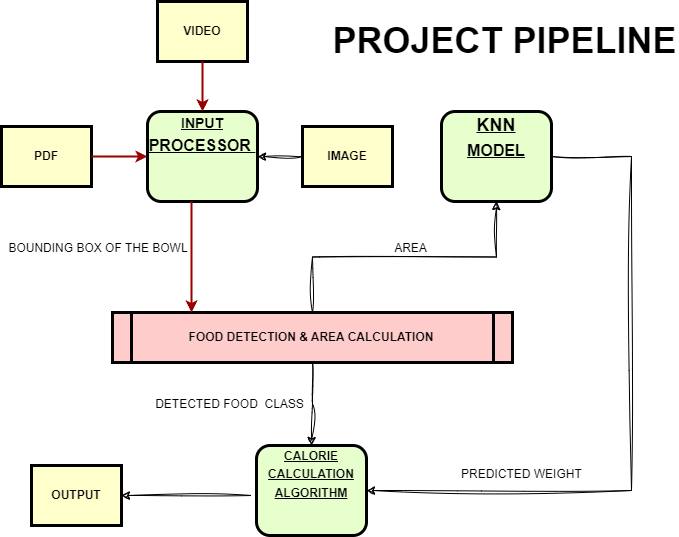 VIDEO
PROJECT PIPELINE
INPUT
PROCESSOR
KNN
MODEL
PDF
IMAGE
BOUNDING BOX OF THE BOWL
AREA
FOOD DETECTION & AREA CALCULATION
DETECTED FOOD CLASS
CALORIE
CALCULATION
ALGORITHM
PREDICTED WEIGHT
OUTPUT